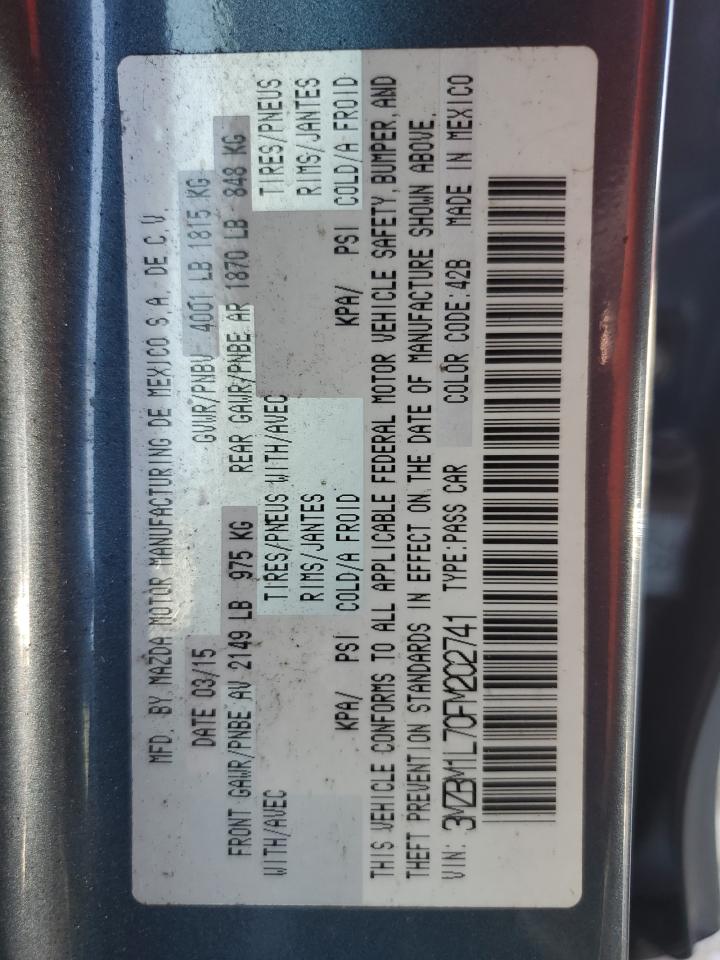 MFD. BY MAZDA MOTOR MANUFACTURING DE MEXICO S.A. DE C.V.
DATE 03/15 GVWR/PNBV 4001 LB 1815 KG
FRONT GAWR/PNBE AV 2149 LB 975 KG REAR GAWR/PNBE AR 1870 LB 848 KG
WITH/AVEC TIRES/PNEUS WITH/AVEC TIRES/PNEUS
RIMS/JANTES RIMS/JANTES
KPA/ PSI COLD/A FROID KPA/ PSI COLD/A FROID
THIS VEHICLE CONFORMS TO ALL APPLICABLE FEDERAL MOTOR VEHICLE SAFETY, BUMPER, AND
THEFT PREVENTION STANDARDS IN EFFECT ON THE DATE OF MANUFACTURE SHOWN ABOVE.
VIN: 3MZBM1L70FM202741 TYPE:PASS CAR COLOR CODE:42B MADE IN MEXICO